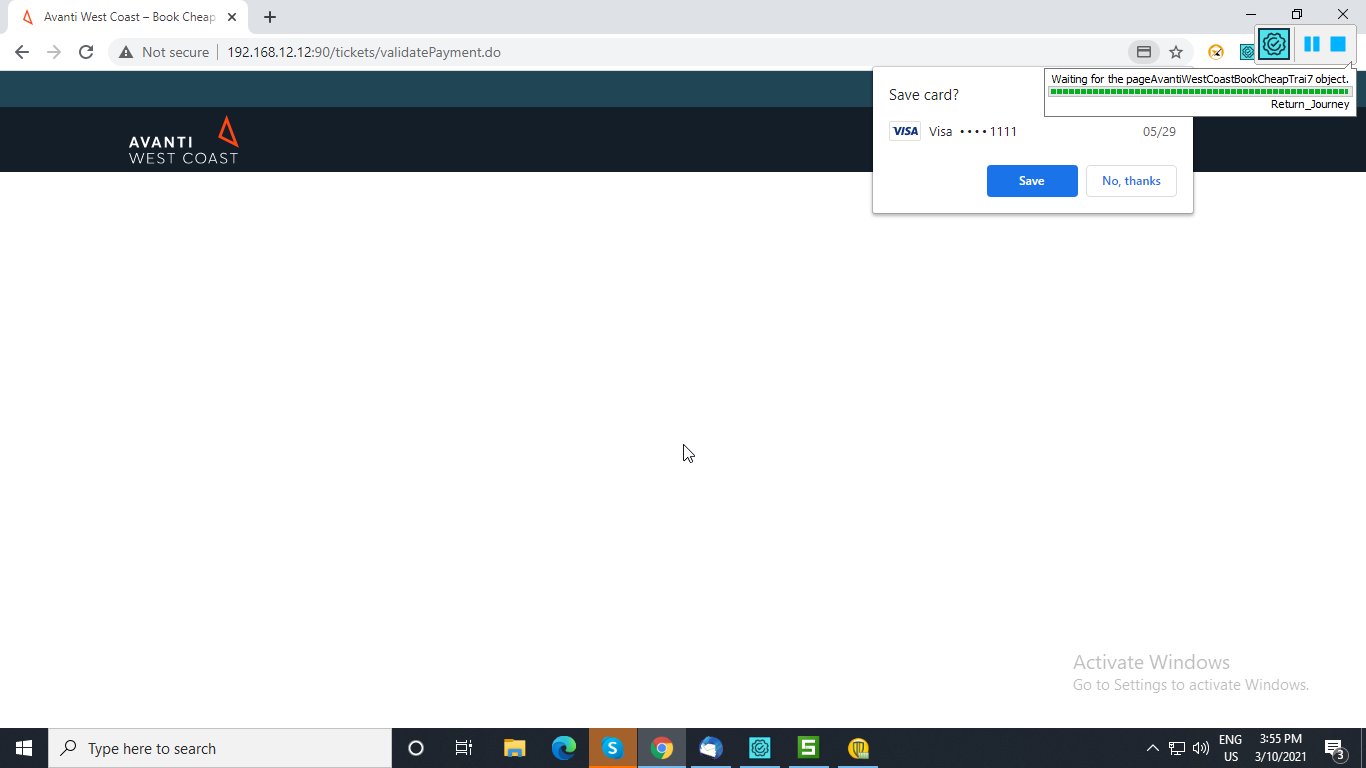 Avanti West Coast – Book Cheap
Not secure
192.168.12.12:90/tickets/validatePayment.do
Waiting for the pageAvantiWestCoastBookCheapTrai7 object.
Return_Journey
Save card?
VISA Visa •••• 1111 05/29
Save No, thanks
AVANTI
WEST COAST
Activate Windows
Go to Settings to activate Windows.
Type here to search
S
S
ENG
US
3:55 PM
3/10/2021
3